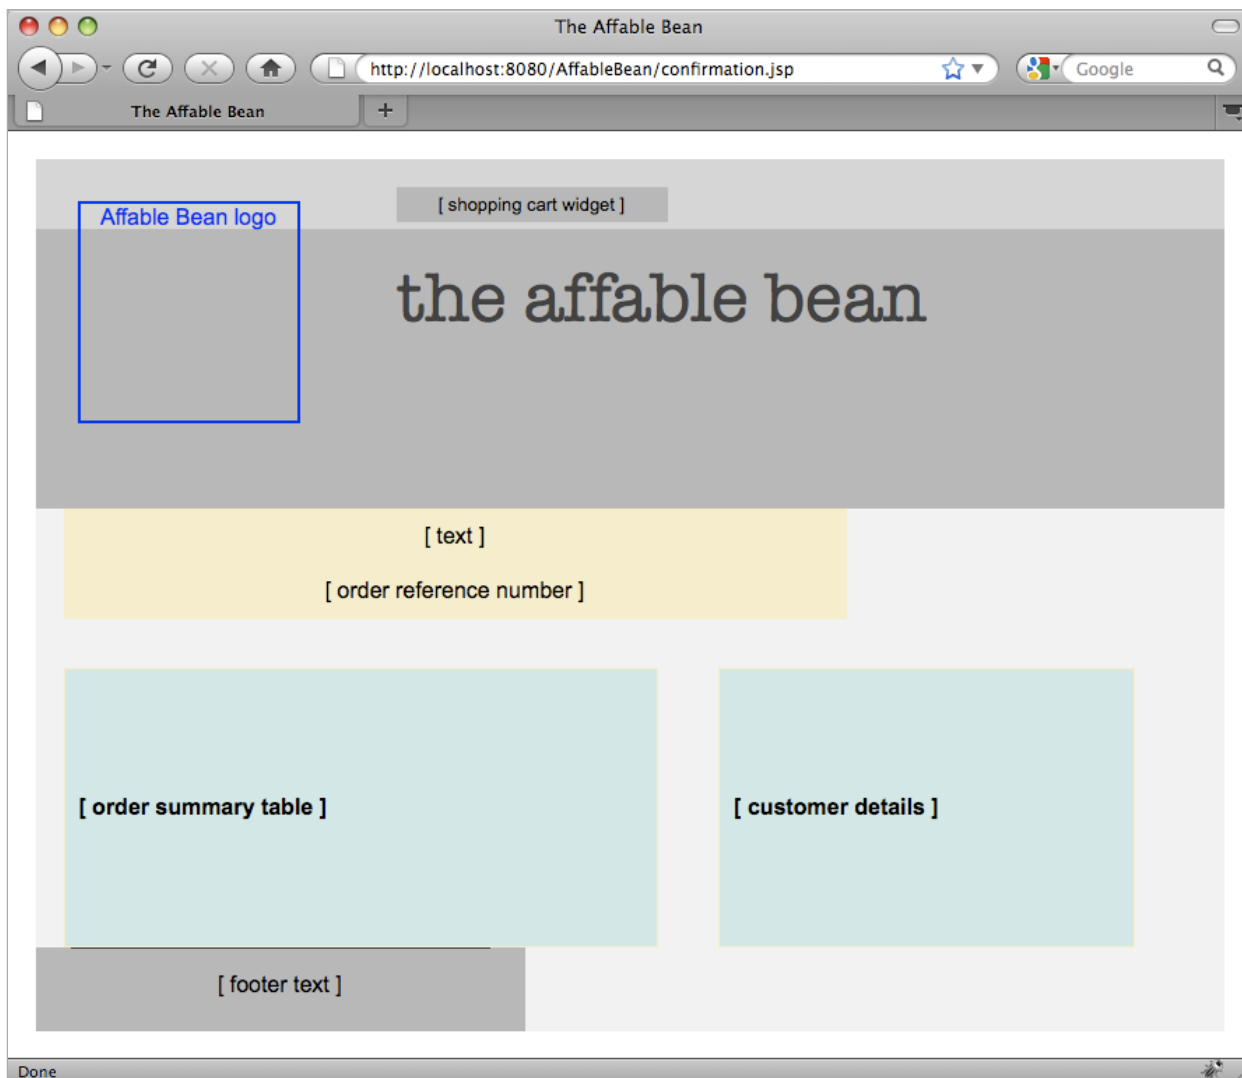 The Affable Bean
http://localhost:8080/AffableBean/confirmation.jsp
Google
The Affable Bean
[ shopping cart widget ]
Affable Bean logo
the affable bean
[ text ]
[ order reference number ]
[ order summary table ]
[ customer details ]
[ footer text ]
Done